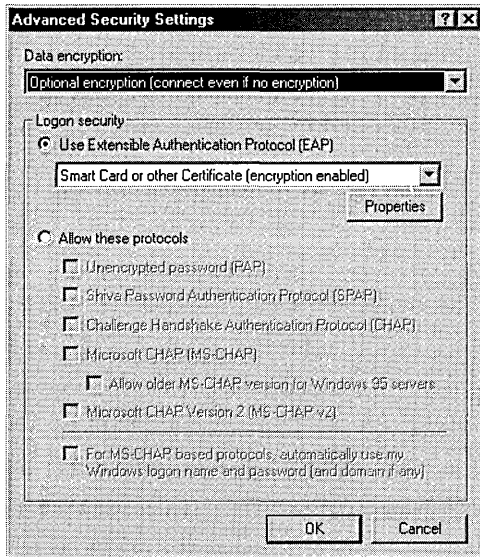 Advanced Security Settings
Data encryption:
Optional encryption (connect even if no encryption)
Logon security
Use Extensible Authentication Protocol (EAP)
Smart Card or other Certificate (encryption enabled)
Properties
Allow these protocols
Unencrypted password (PAP)
Shiva Password Authentication Protocol (SPAP)
Challenge Handshake Authentication Protocol (CHAP)
Microsoft CHAP (MS-CHAP)
Allow older MS-CHAP version for Windows 95 servers
Microsoft CHAP Version 2 (MS-CHAP v2)
For MS-CHAP based protocols, automatically use my
Windows logon name and password (and domain if any)
OK Cancel